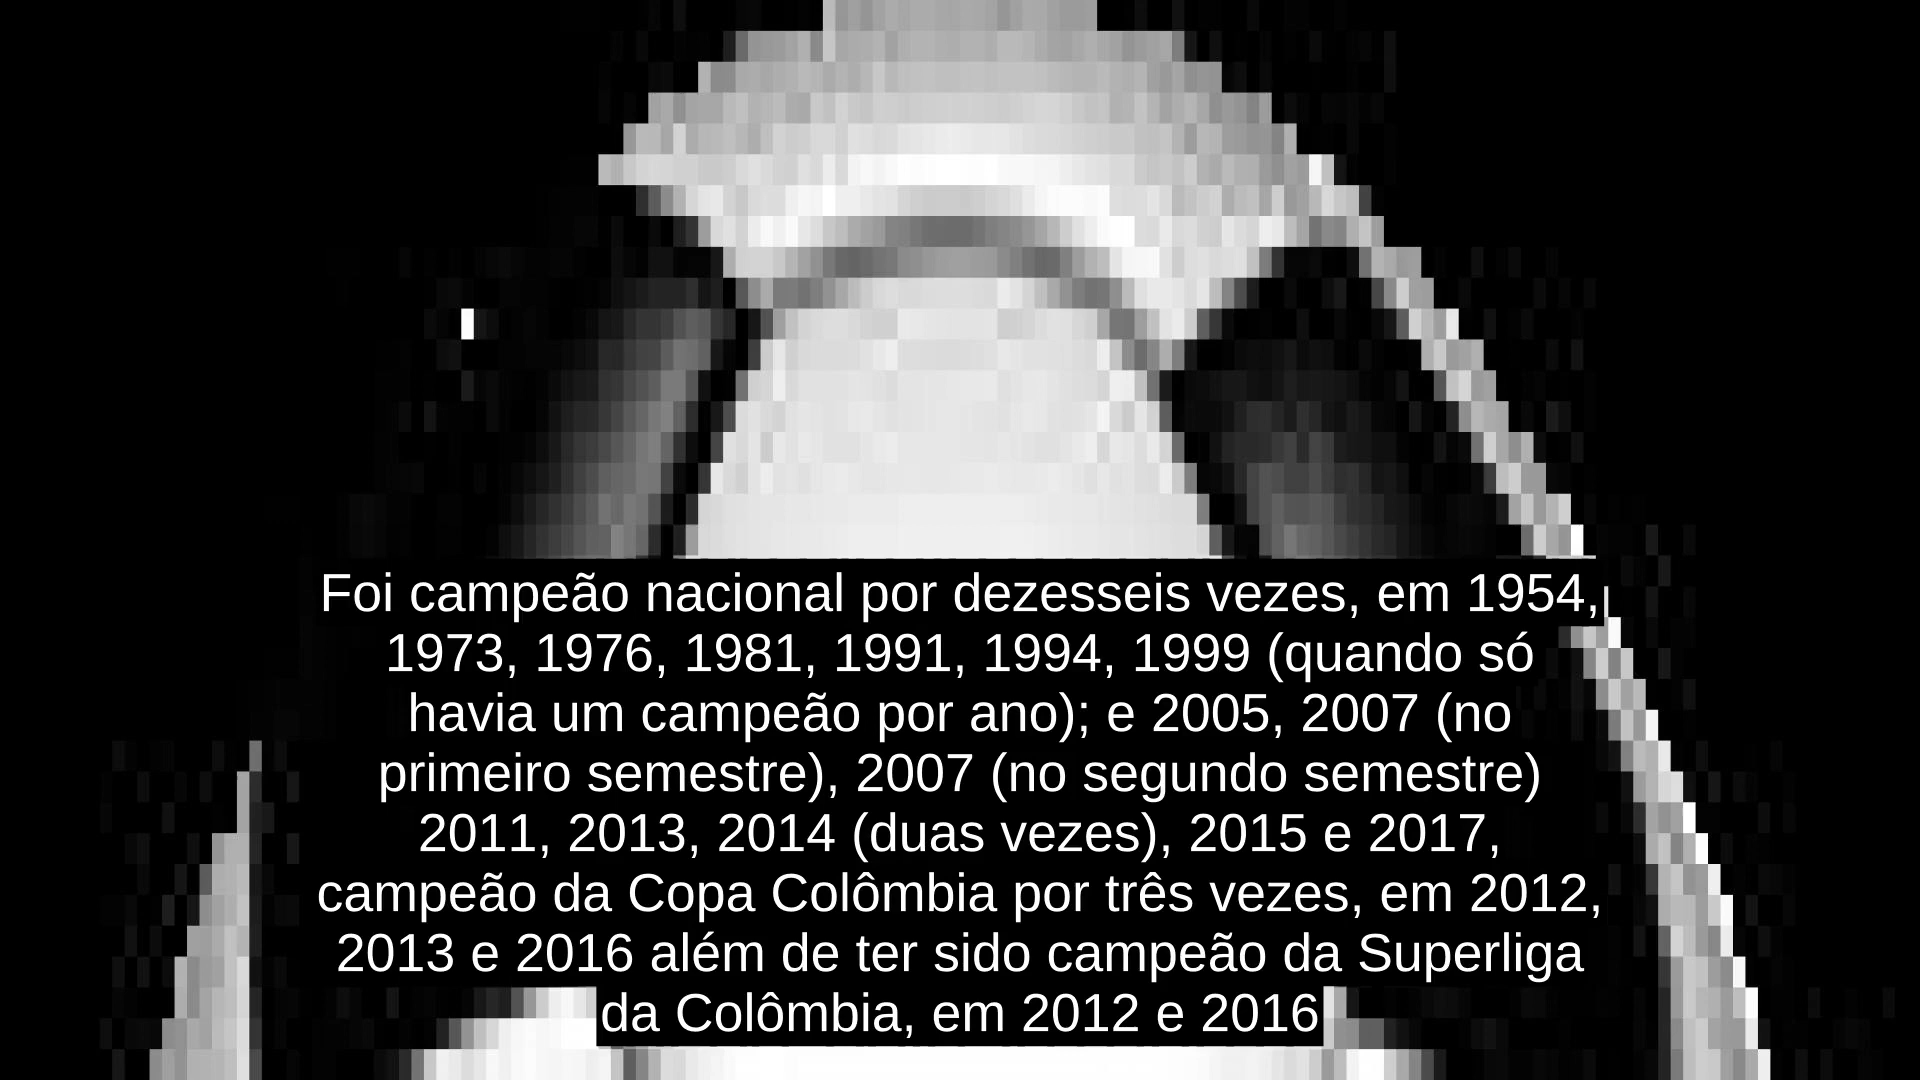 Foi campeão nacional por dezesseis vezes, em 1954,
1973, 1976, 1981, 1991, 1994, 1999 (quando só
havia um campeão por ano); e 2005, 2007 (no
primeiro semestre), 2007 (no segundo semestre)
2011, 2013, 2014 (duas vezes), 2015 e 2017,
campeão da Copa Colômbia por três vezes, em 2012,
2013 e 2016 além de ter sido campeão da Superliga
da Colômbia, em 2012 e 2016